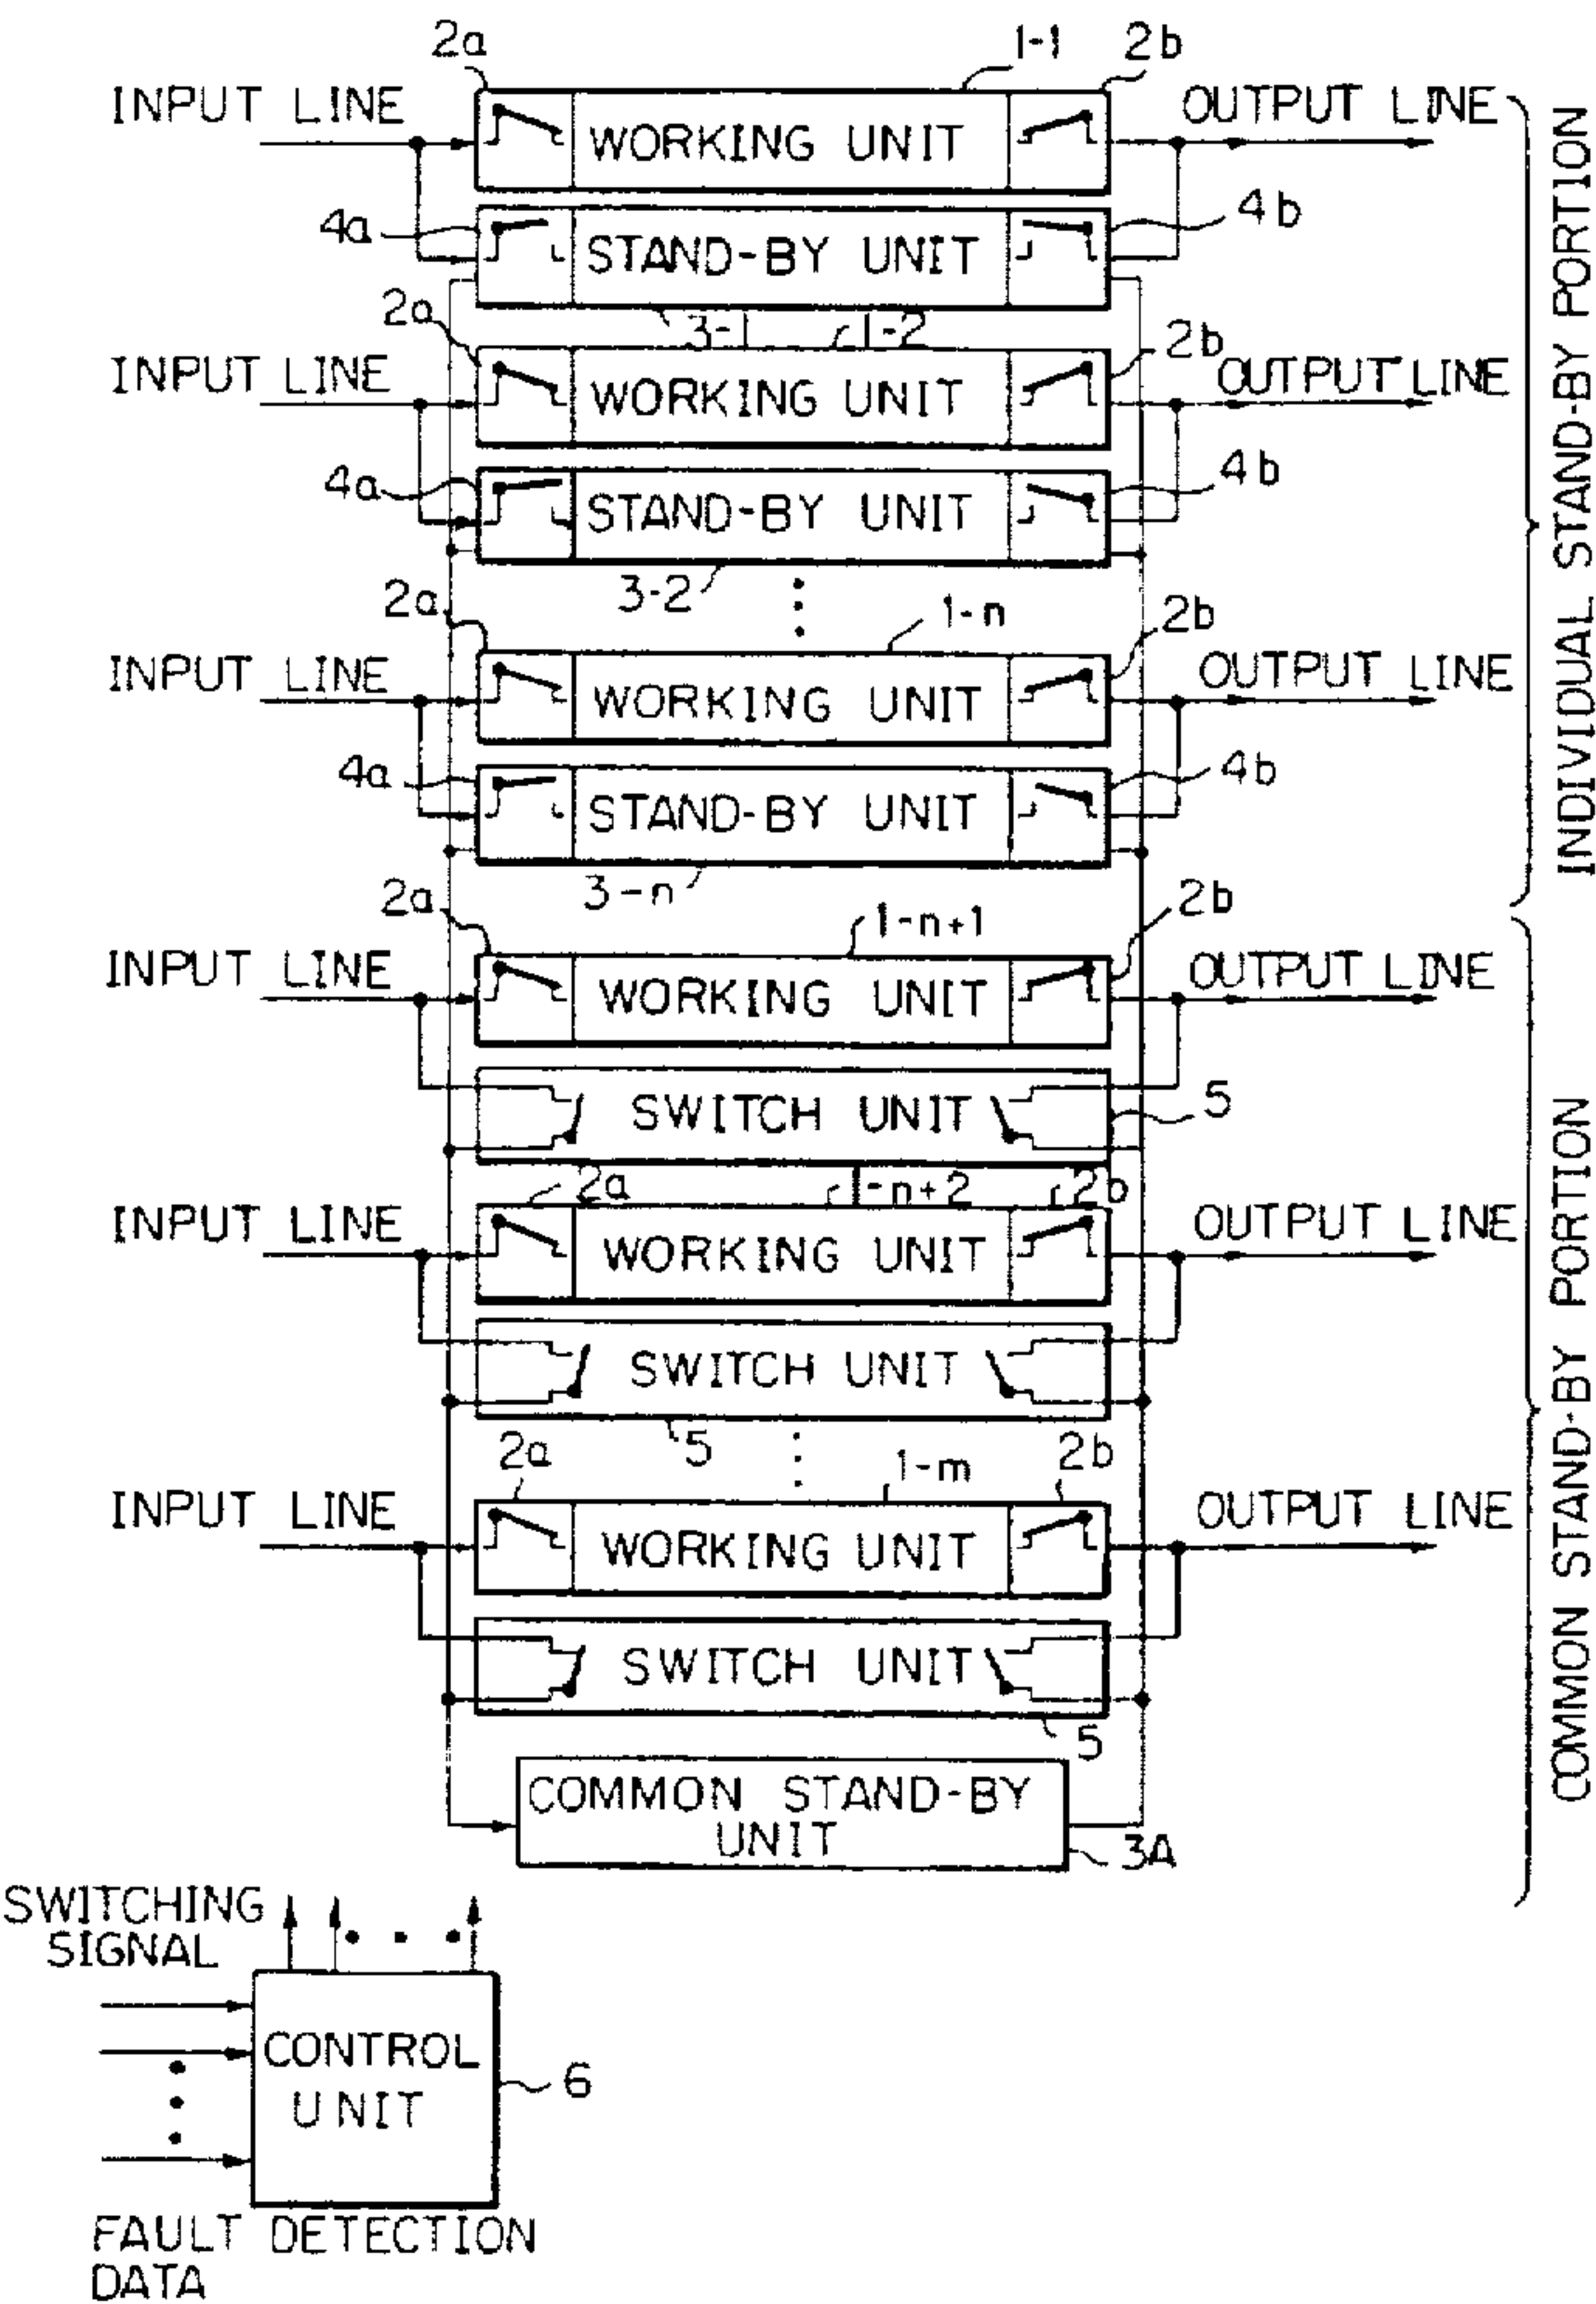 2a 1-1 2b
INPUT LINE OUTPUT LINE
WORKING UNIT
4a 4b
STAND-BY UNIT
2a 3-1 1-2 2b
INPUT LINE OUTPUT LINE
WORKING UNIT
4a 4b
STAND-BY UNIT
2a 3-2 1-n 2b
INPUT LINE OUTPUT LINE
WORKING UNIT
4a 4b
STAND-BY UNIT
3-n
INDIVIDUAL STAND-BY PORTION
2a 1-n+1 2b
INPUT LINE OUTPUT LINE
WORKING UNIT
SWITCH UNIT 5
2a 1-n+2 2b
INPUT LINE OUTPUT LINE
WORKING UNIT
SWITCH UNIT
5
2a 1-m 2b
INPUT LINE OUTPUT LINE
WORKING UNIT
SWITCH UNIT
5
COMMON STAND-BY
UNIT
3A
COMMON STAND-BY PORTION
SWITCHING
SIGNAL
CONTROL
UNIT
6
FAULT DETECTION
DATA